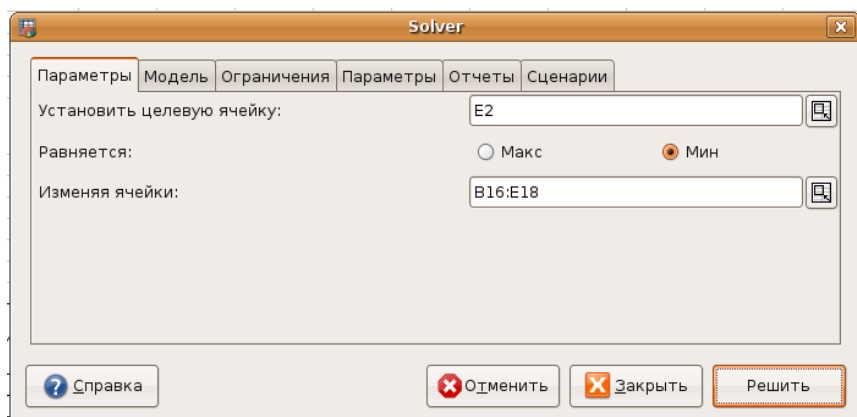 Solver
Параметры Модель Ограничения Параметры Отчеты Сценарии
Установить целевую ячейку: E2
Равняется: Макс Мин
Изменяя ячейки: B16:E18
Справка Отменить Закрыть Решить